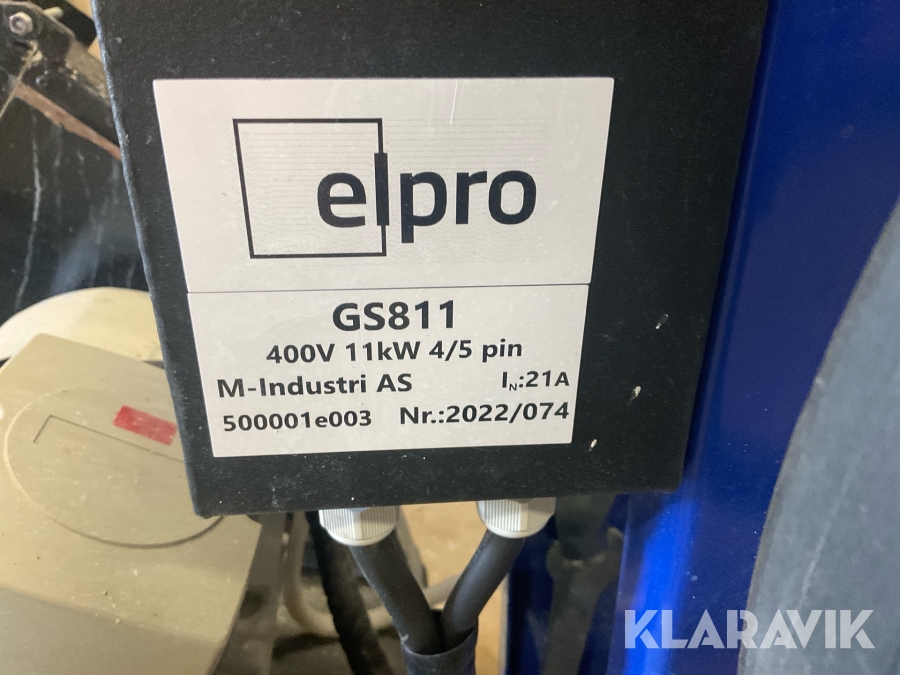 elpro
GS811
400V 11kW 4/5 pin
M-Industri AS IN:21A
500001e003 Nr.:2022/074
KLARAVIK